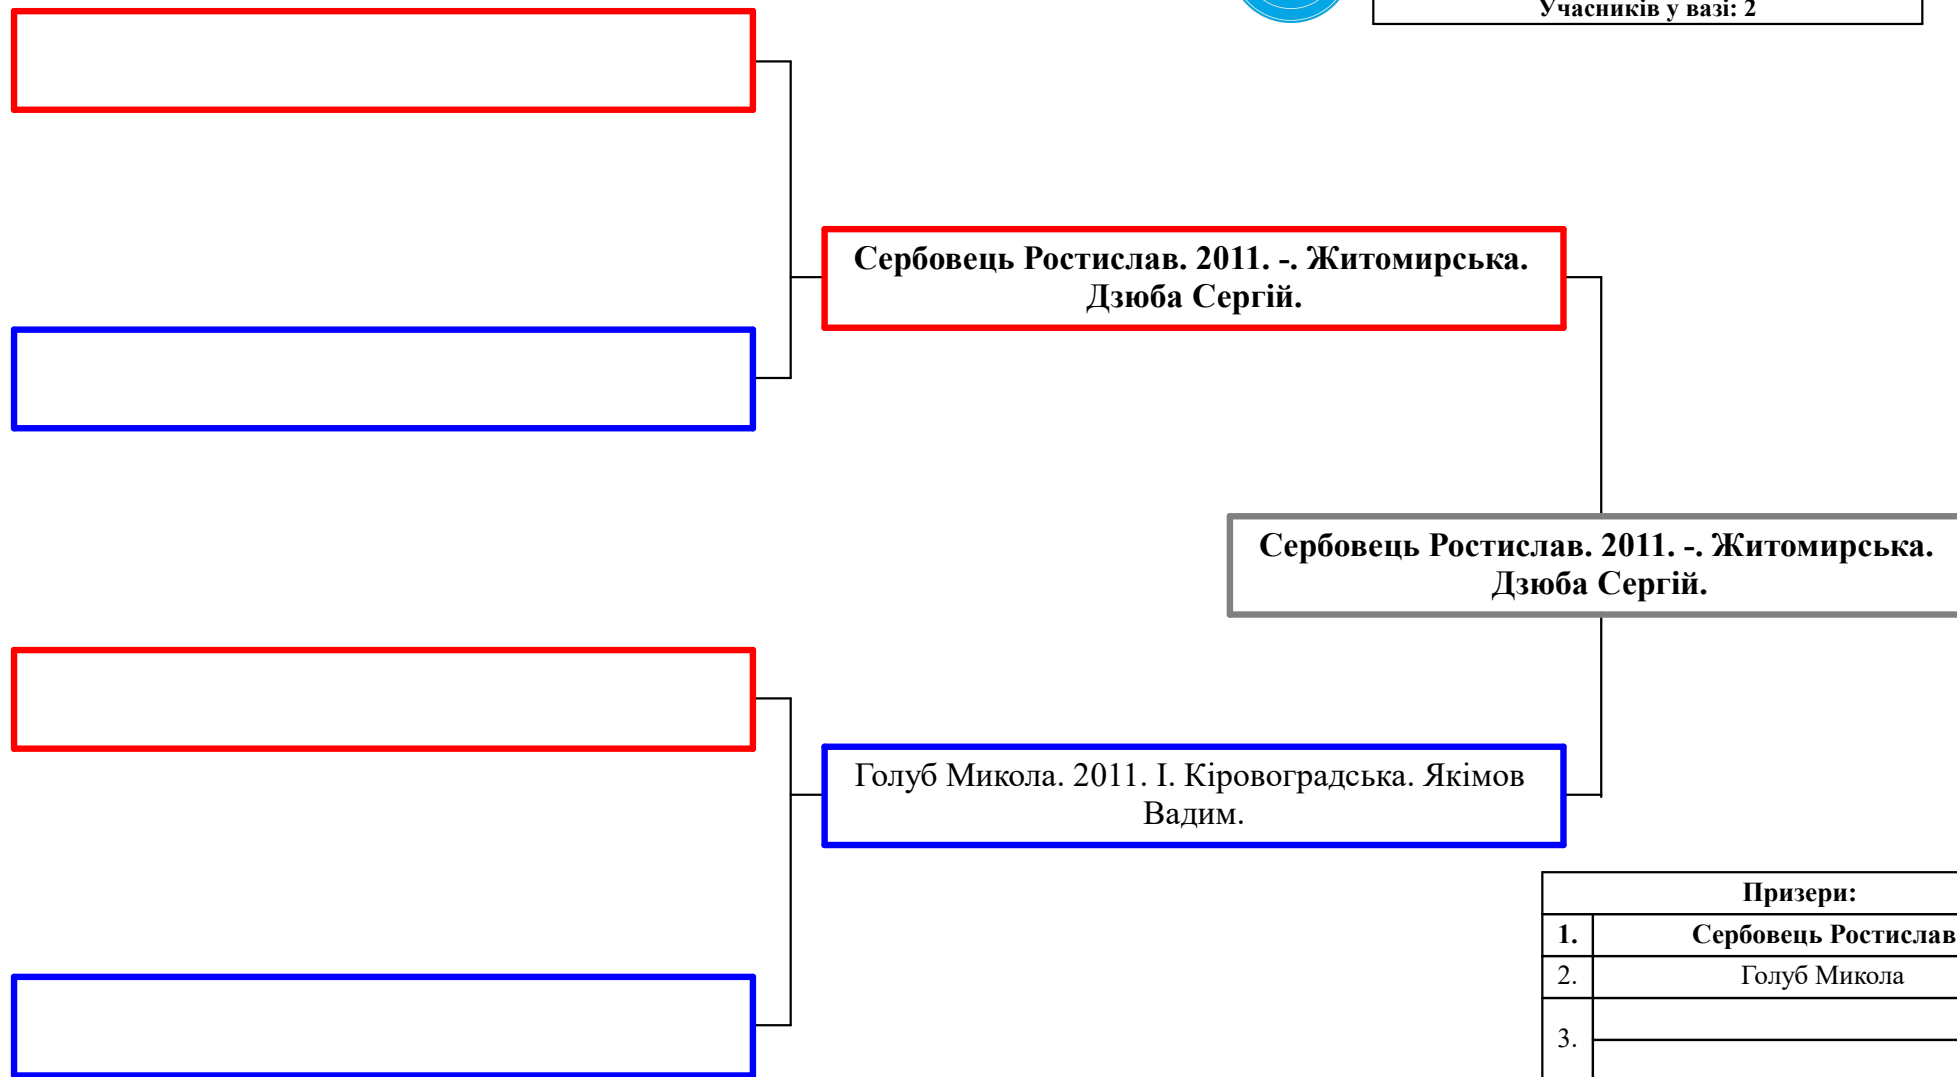 Учасників у вазі: 2
Сербовець Ростислав. 2011. -. Житомирська.
Дзюба Сергій.
Сербовець Ростислав. 2011. -. Житомирська.
Дзюба Сергій.
Голуб Микола. 2011. І. Кіровоградська. Якімов
Вадим.
Призери:
1. Сербовець Ростислав
2. Голуб Микола
3.